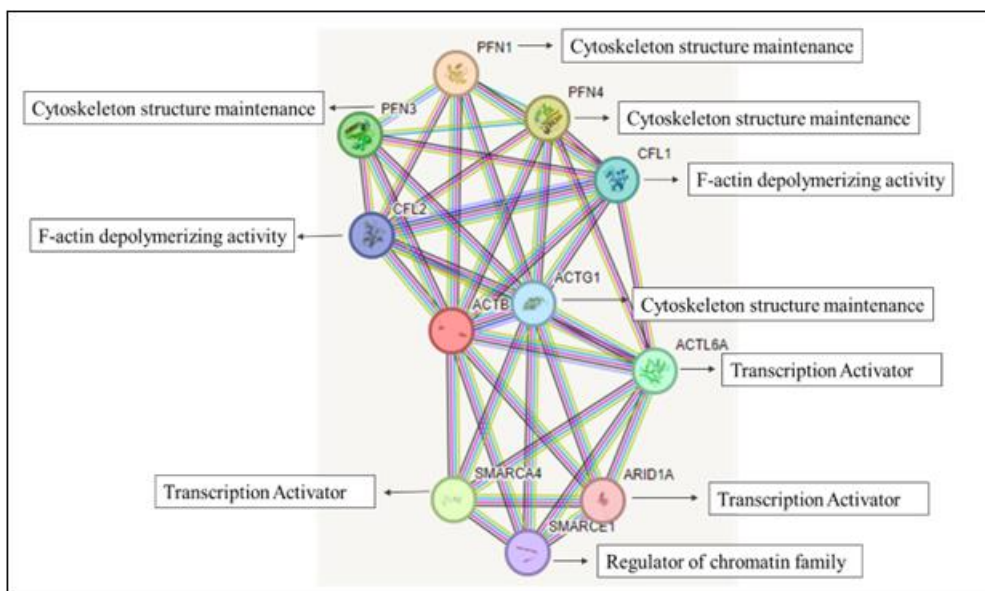 PFN1
Cytoskeleton structure maintenance
PFN4
Cytoskeleton structure maintenance
PFN3
Cytoskeleton structure maintenance
CFL1
F-actin depolymerizing activity
CFL2
F-actin depolymerizing activity
ACTG1
ACTB
Cytoskeleton structure maintenance
ACTL6A
Transcription Activator
SMARCA4
Transcription Activator
ARID1A
Transcription Activator
SMARCE1
Regulator of chromatin family